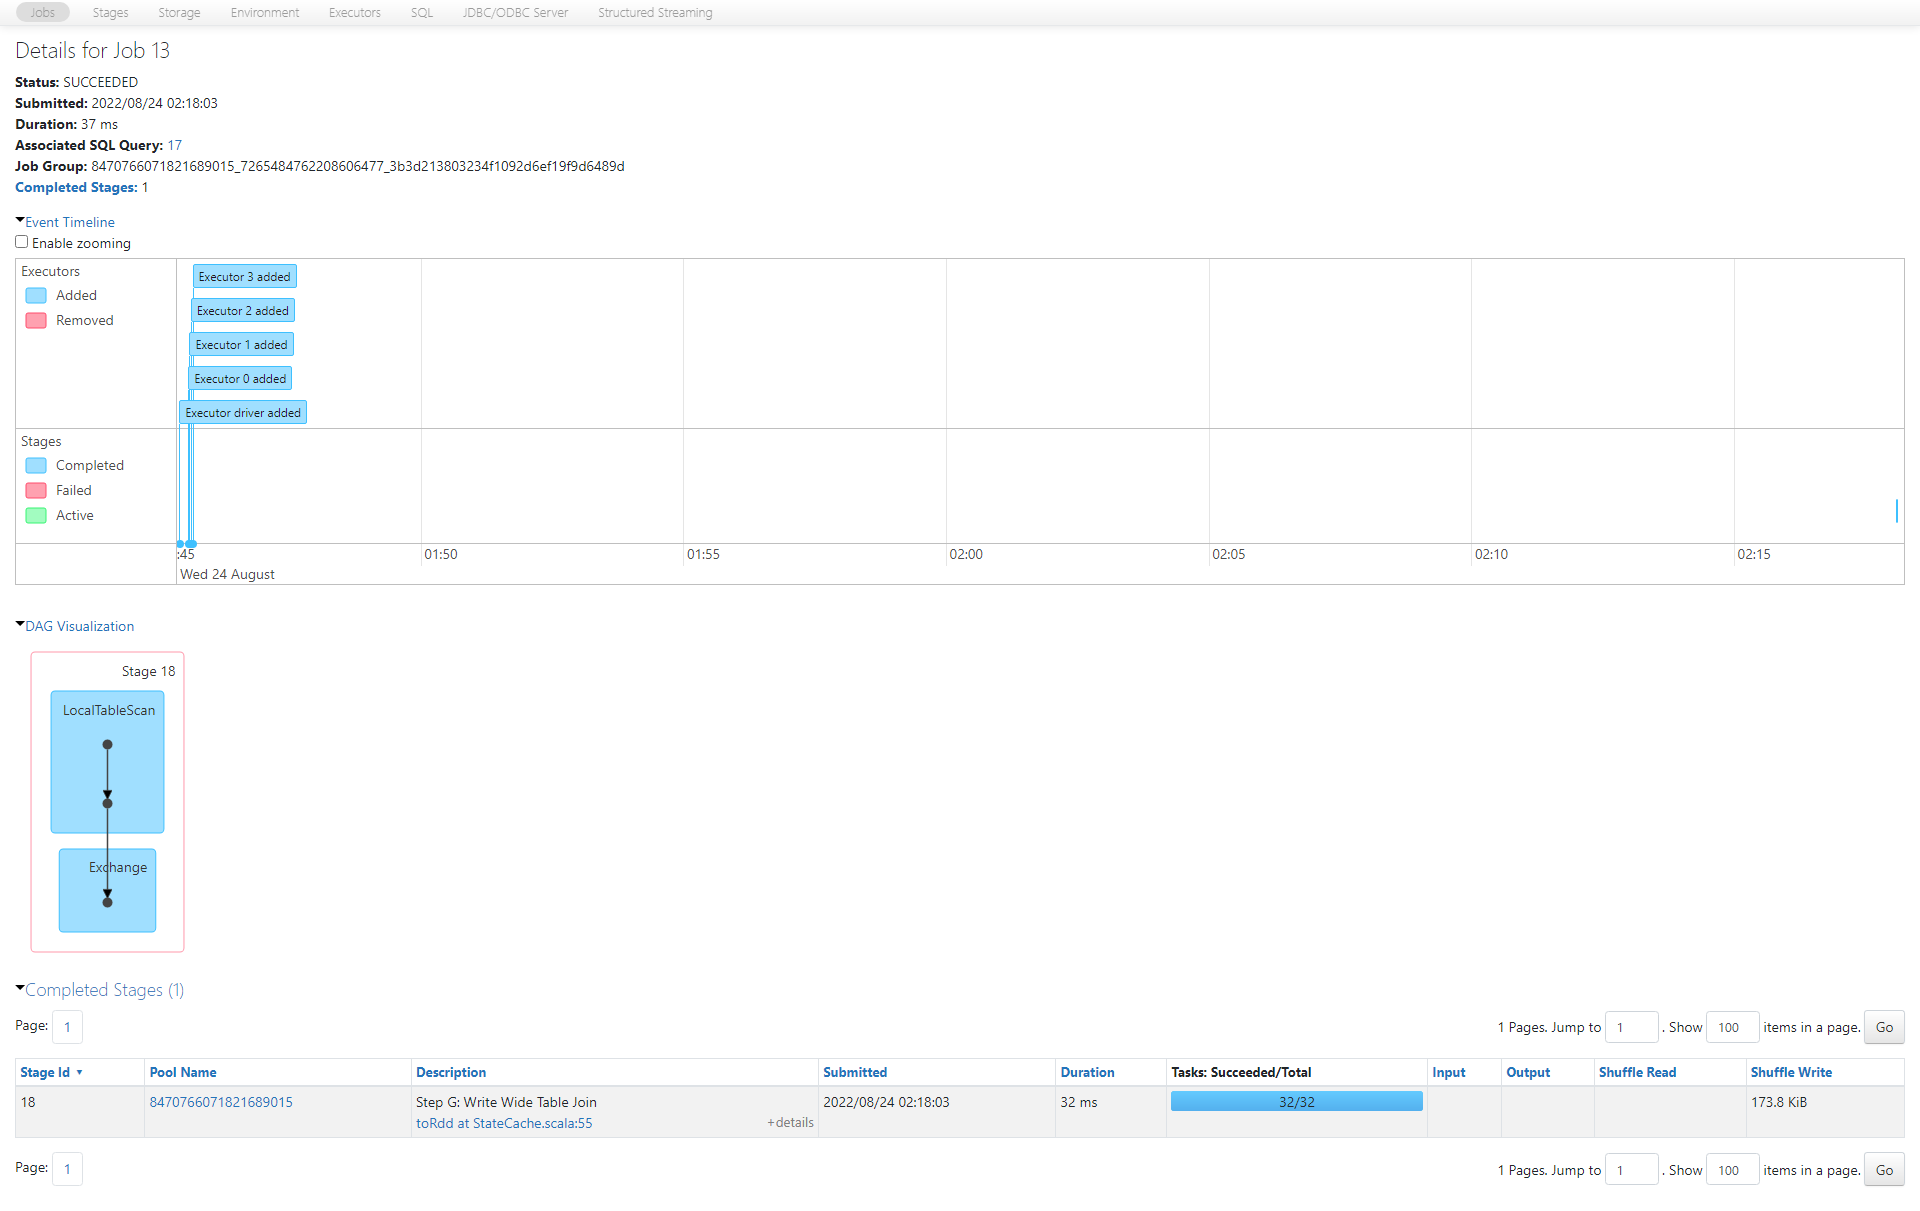 Jobs Stages Storage Environment Executors SQL JDBC/ODBC Server Structured Streaming
Details for Job 13
Status: SUCCEEDED
Submitted: 2022/08/24 02:18:03
Duration: 37 ms
Associated SQL Query: 17
Job Group: 8470766071821689015_7265484762208606477_3b3d213803234f1092d6ef19f9d6489d
Completed Stages: 1
Event Timeline
Enable zooming
Executors
Added
Removed
Executor 3 added
Executor 2 added
Executor 1 added
Executor 0 added
Executor driver added
Stages
Completed
Failed
Active
:45 01:50 01:55 02:00 02:05 02:10 02:15
Wed 24 August
DAG Visualization
Stage 18
LocalTableScan
Exchange
Completed Stages (1)
Page: 1 1 Pages. Jump to 1 . Show 100 items in a page. Go
Stage Id Pool Name Description Submitted Duration Tasks: Succeeded/Total Input Output Shuffle Read Shuffle Write
18 8470766071821689015 Step G: Write Wide Table Join 2022/08/24 02:18:03 32 ms 32/32 173.8 KiB
toRdd at StateCache.scala:55 +details
Page: 1 1 Pages. Jump to 1 . Show 100 items in a page. Go